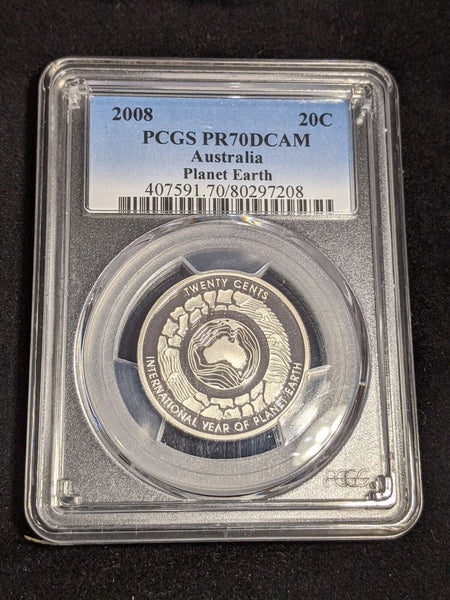 2008 20C
PCGS PR70DCAM
Australia
Planet Earth
407591.70/80297208
TWENTY CENTS
INTERNATIONAL YEAR OF PLANET EARTH
PCGS